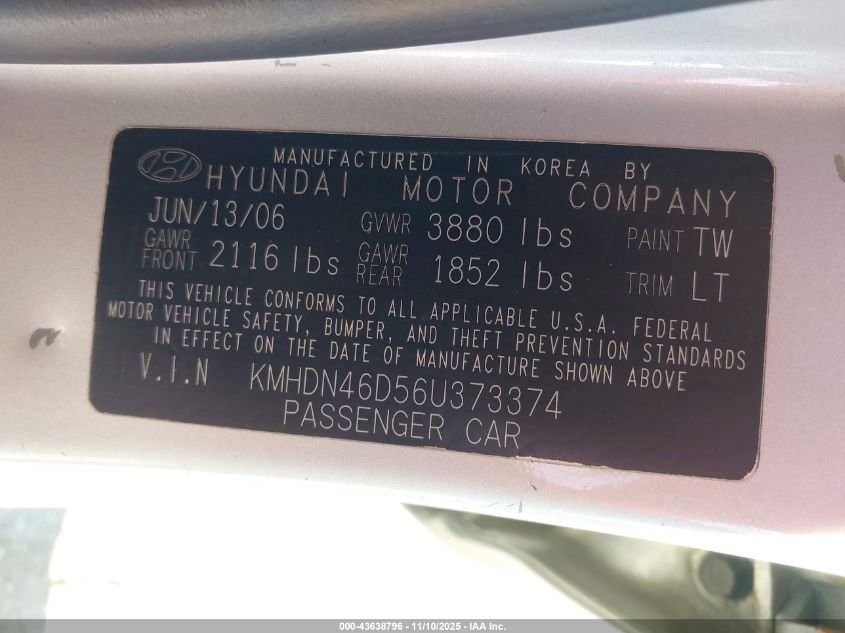 MANUFACTURED IN KOREA BY
HYUNDAI MOTOR COMPANY
JUN/13/06 GVWR 3880 lbs PAINT TW
GAWR FRONT 2116 lbs GAWR REAR 1852 lbs TRIM LT
THIS VEHICLE CONFORMS TO ALL APPLICABLE U.S.A. FEDERAL
MOTOR VEHICLE SAFETY, BUMPER, AND THEFT PREVENTION STANDARDS
IN EFFECT ON THE DATE OF MANUFACTURE SHOWN ABOVE
V.I.N KMHDN46D56U373374
PASSENGER CAR
000-43638796 - 11/10/2025 - IAA Inc.